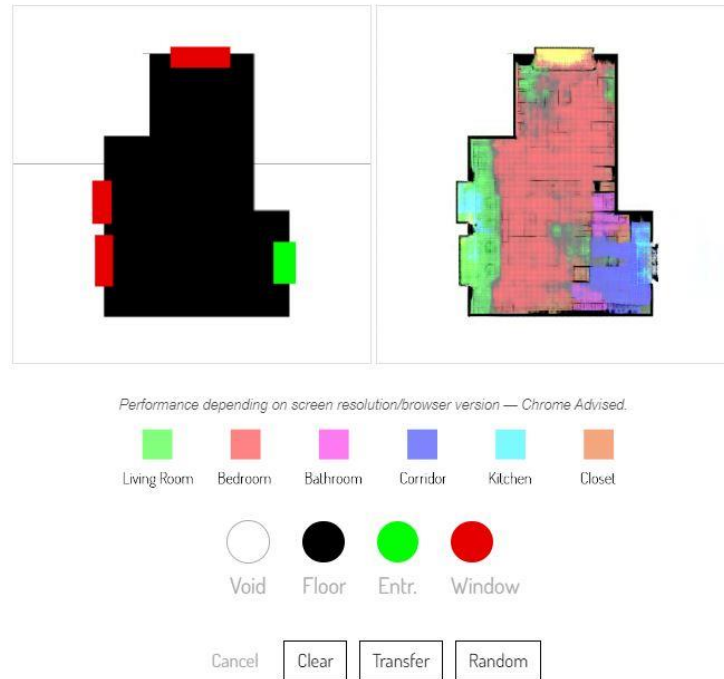 Performance depending on screen resolution/browser version — Chrome Advised.
Living Room Bedroom Bathroom Corridor Kitchen Closet
Void Floor Entr. Window
Cancel Clear Transfer Random